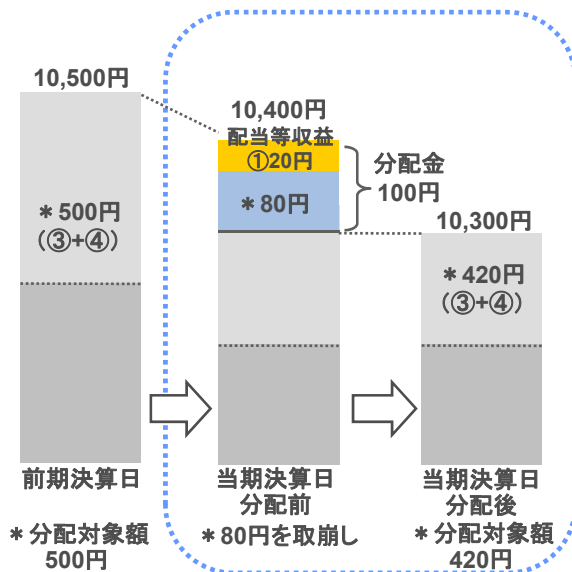 10,500円
＊500円
（③+④）
前期決算日
＊分配対象額
500円
10,400円
配当等収益
①20円
＊80円
分配金
100円
当期決算日
分配前
＊80円を取崩し
10,300円
＊420円
（③+④）
当期決算日
分配後
＊分配対象額
420円